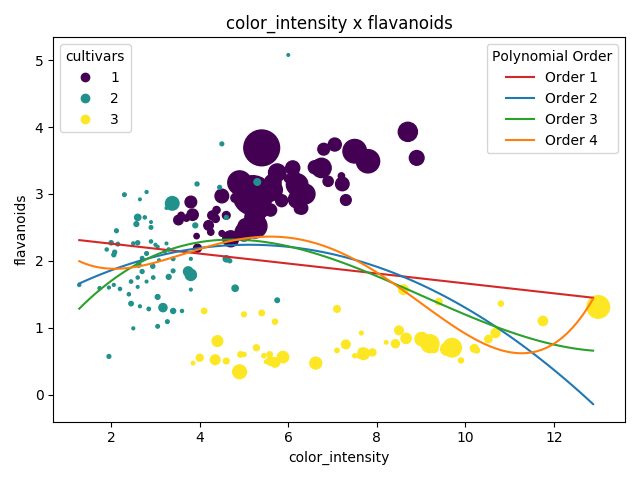 color_intensity x flavanoids
cultivars
1
2
3
Polynomial Order
Order 1
Order 2
Order 3
Order 4
flavanoids
5
4
3
2
1
0
2 4 6 8 10 12
color_intensity